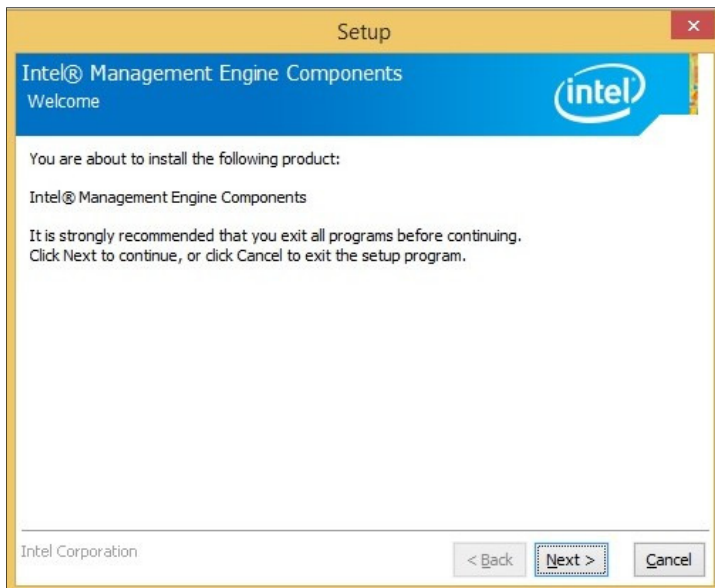 Setup
Intel® Management Engine Components
Welcome
intel
You are about to install the following product:
Intel® Management Engine Components
It is strongly recommended that you exit all programs before continuing.
Click Next to continue, or click Cancel to exit the setup program.
Intel Corporation
< Back Next > Cancel